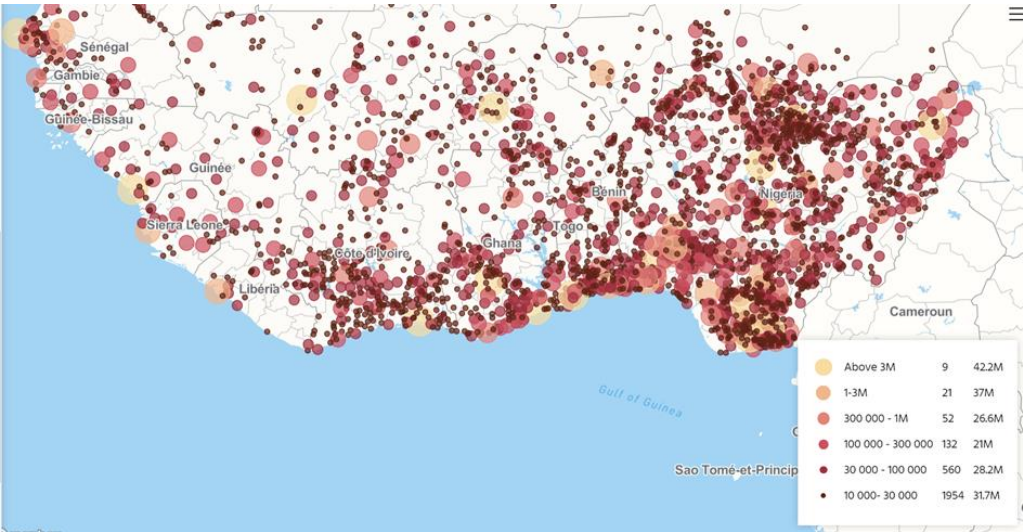 Sénégal
Gambie
Guinée-Bissau
Guinée
Sierra Leone
Libéria
Côte d'Ivoire
Ghana
Togo
Bénin
Nigéria
Cameroun
Gulf of Guinea
Sao Tomé-et-Princip
Above 3M 9 42.2M
1-3M 21 37M
300 000 - 1M 52 26.6M
100 000 - 300 000 132 21M
30 000 - 100 000 560 28.2M
10 000- 30 000 1954 31.7M